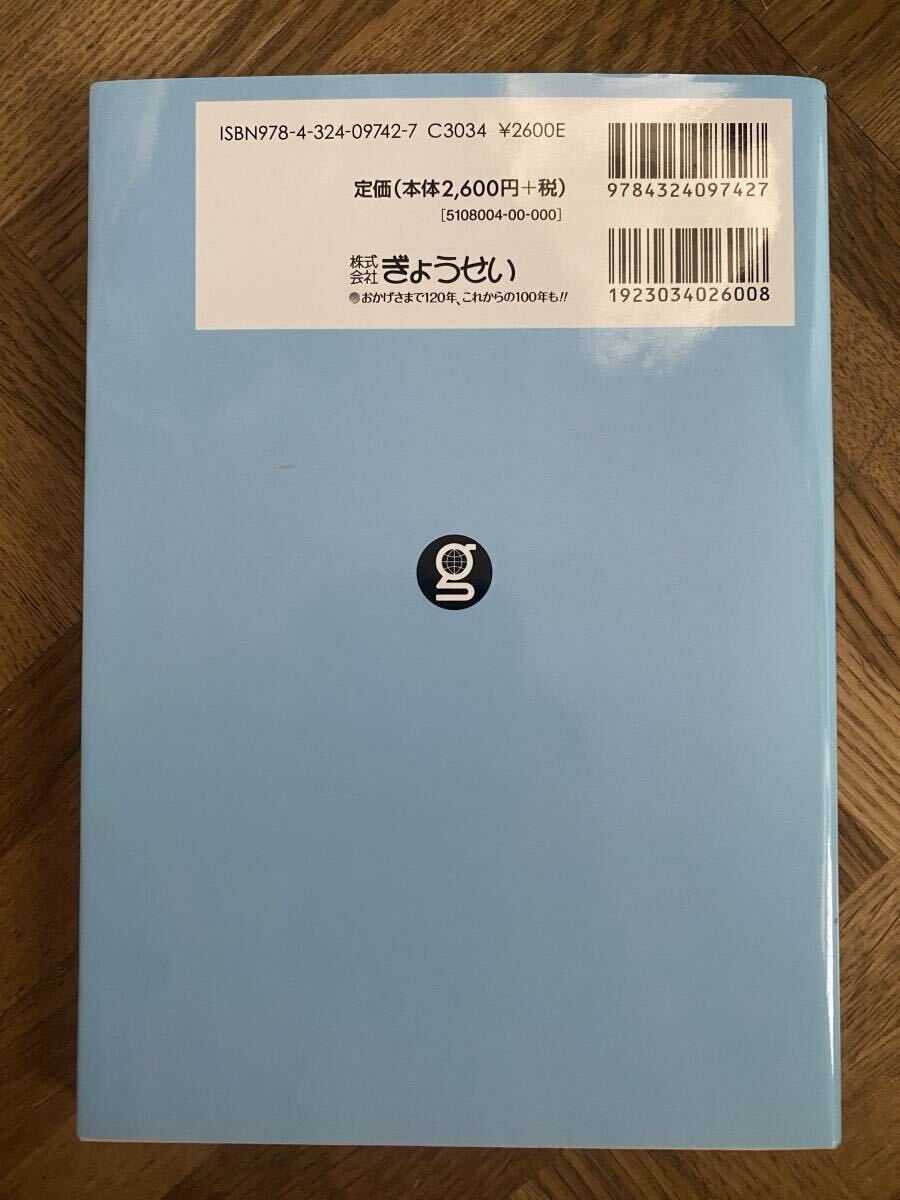 ISBN978-4-324-09742-7 C3034 ¥2600E
定価(本体2,600円+税)
[5108004-00-000]
株式会社 ぎょうせい
おかげさまで120年、これからの100年も!!
9784324097427
1923034026008
g